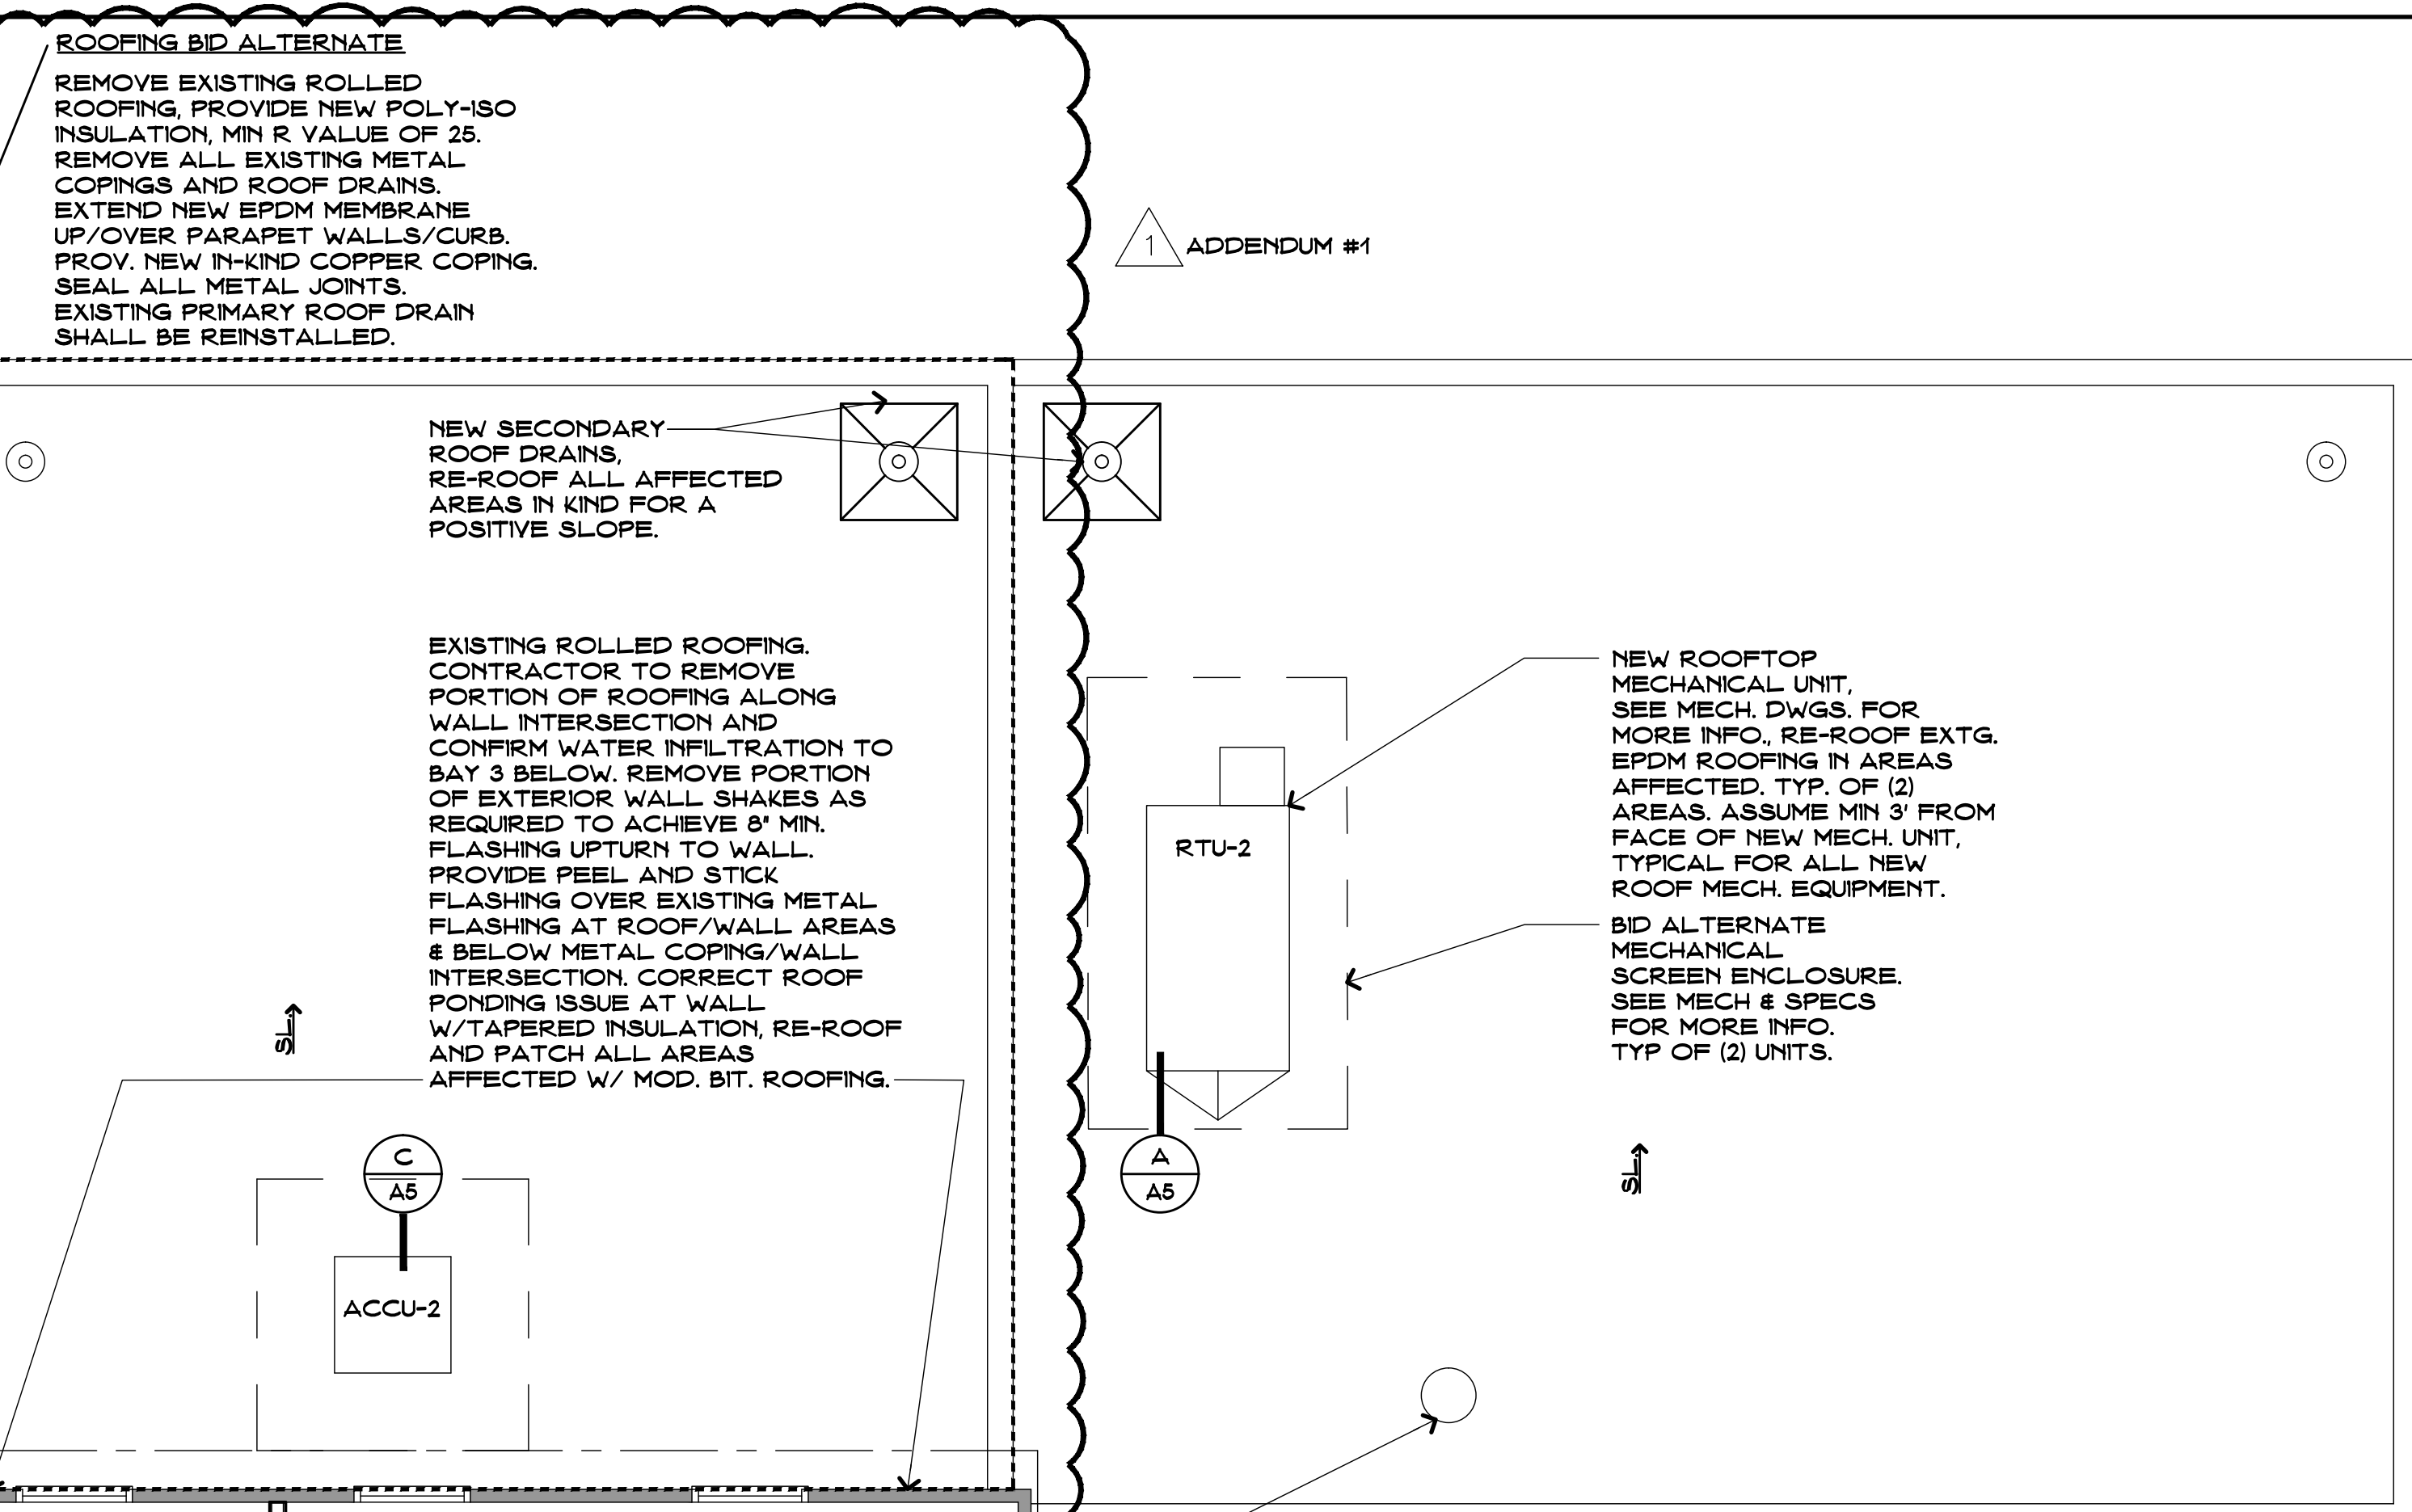 ROOFING BID ALTERNATE
REMOVE EXISTING ROLLED
ROOFING, PROVIDE NEW POLY-ISO
INSULATION, MIN R VALUE OF 25.
REMOVE ALL EXISTING METAL
COPINGS AND ROOF DRAINS.
EXTEND NEW EPDM MEMBRANE
UP/OVER PARAPET WALLS/CURB.
PROV. NEW IN-KIND COPPER COPING.
SEAL ALL METAL JOINTS.
EXISTING PRIMARY ROOF DRAIN
SHALL BE REINSTALLED.
1
ADDENDUM #1
NEW SECONDARY
ROOF DRAINS,
RE-ROOF ALL AFFECTED
AREAS IN KIND FOR A
POSITIVE SLOPE.
EXISTING ROLLED ROOFING.
CONTRACTOR TO REMOVE
PORTION OF ROOFING ALONG
WALL INTERSECTION AND
CONFIRM WATER INFILTRATION TO
BAY 3 BELOW. REMOVE PORTION
OF EXTERIOR WALL SHAKES AS
REQUIRED TO ACHIEVE 8" MIN.
FLASHING UPTURN TO WALL.
PROVIDE PEEL AND STICK
FLASHING OVER EXISTING METAL
FLASHING AT ROOF/WALL AREAS
& BELOW METAL COPING/WALL
INTERSECTION. CORRECT ROOF
PONDING ISSUE AT WALL
W/TAPERED INSULATION, RE-ROOF
AND PATCH ALL AREAS
AFFECTED W/ MOD. BIT. ROOFING.
NEW ROOFTOP
MECHANICAL UNIT,
SEE MECH. DWGS. FOR
MORE INFO., RE-ROOF EXTG.
EPDM ROOFING IN AREAS
AFFECTED. TYP. OF (2)
AREAS. ASSUME MIN 3' FROM
FACE OF NEW MECH. UNIT,
TYPICAL FOR ALL NEW
ROOF MECH. EQUIPMENT.
BID ALTERNATE
MECHANICAL
SCREEN ENCLOSURE.
SEE MECH & SPECS
FOR MORE INFO.
TYP OF (2) UNITS.
RTU-2
SL.
C
A5
A
A5
SL.
ACCU-2